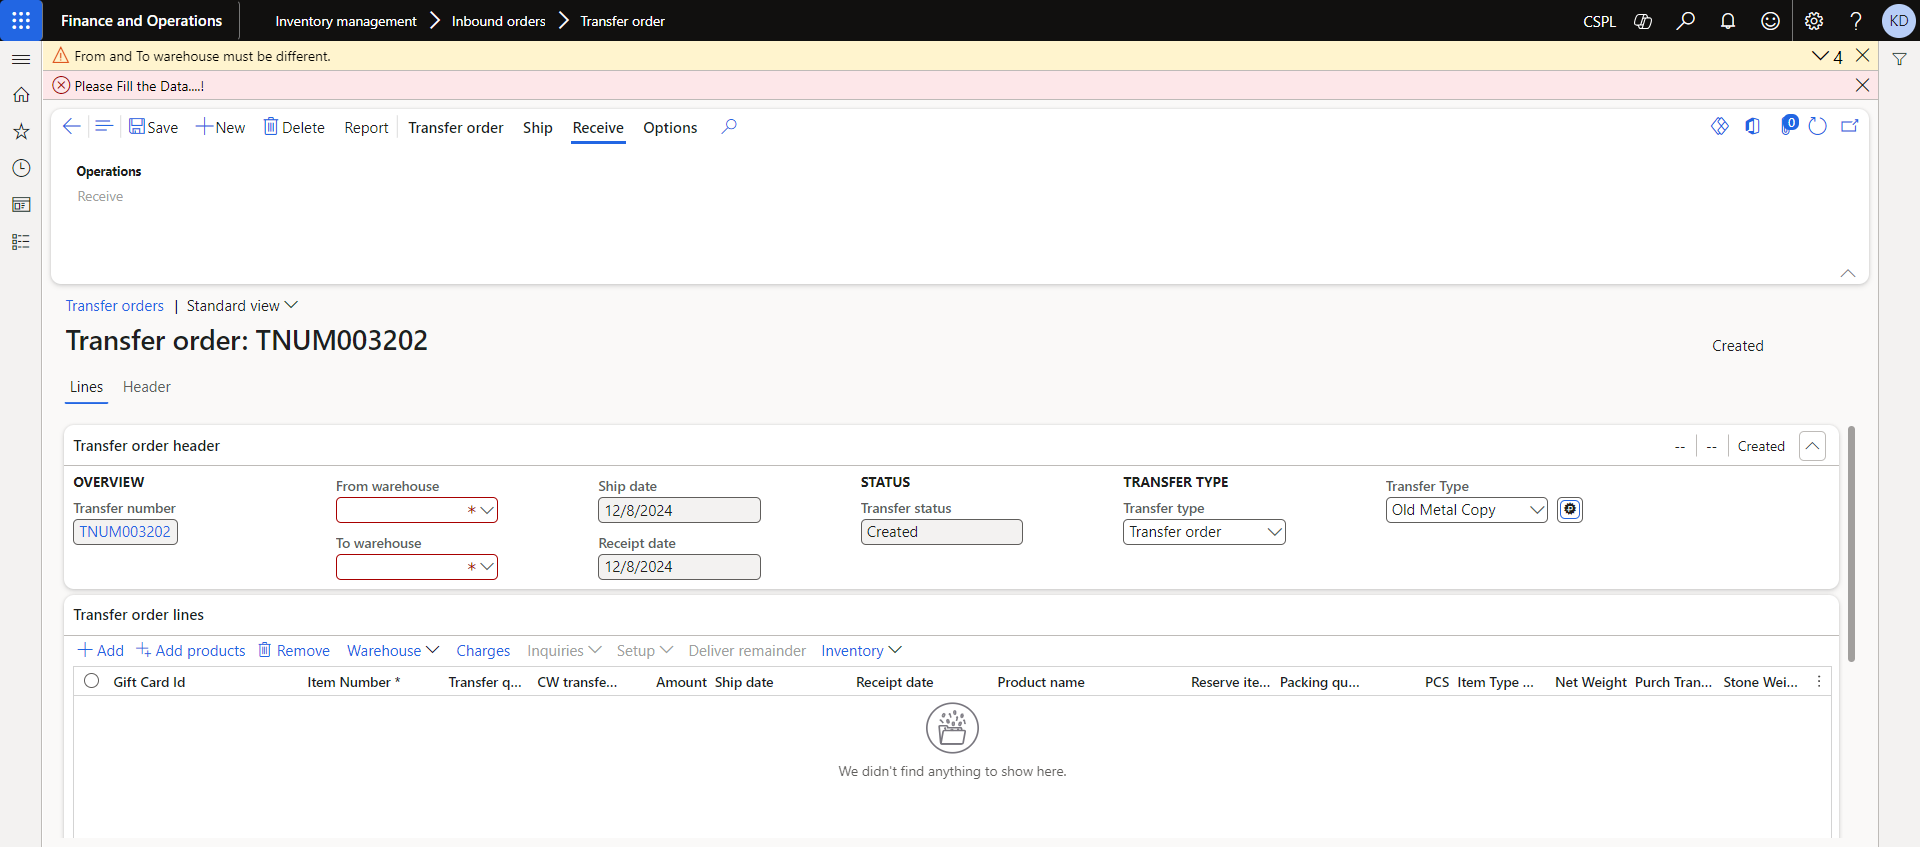 Finance and Operations
Inventory management
Inbound orders
Transfer order
CSPL
KD
From and To warehouse must be different.
4
Please Fill the Data....!
Save
New
Delete
Report
Transfer order
Ship
Receive
Options
0
Operations
Receive
Transfer orders | Standard view
Transfer order: TNUM003202
Created
Lines
Header
Transfer order header
--
--
Created
OVERVIEW
Transfer number
TNUM003202
From warehouse
*
To warehouse
*
Ship date
12/8/2024
Receipt date
12/8/2024
STATUS
Transfer status
Created
TRANSFER TYPE
Transfer type
Transfer order
Transfer Type
Old Metal Copy
Transfer order lines
Add
Add products
Remove
Warehouse
Charges
Inquiries
Setup
Deliver remainder
Inventory
Gift Card Id
Item Number *
Transfer q...
CW transfe...
Amount
Ship date
Receipt date
Product name
Reserve ite...
Packing qu...
PCS
Item Type ...
Net Weight
Purch Tran...
Stone Wei...
We didn't find anything to show here.